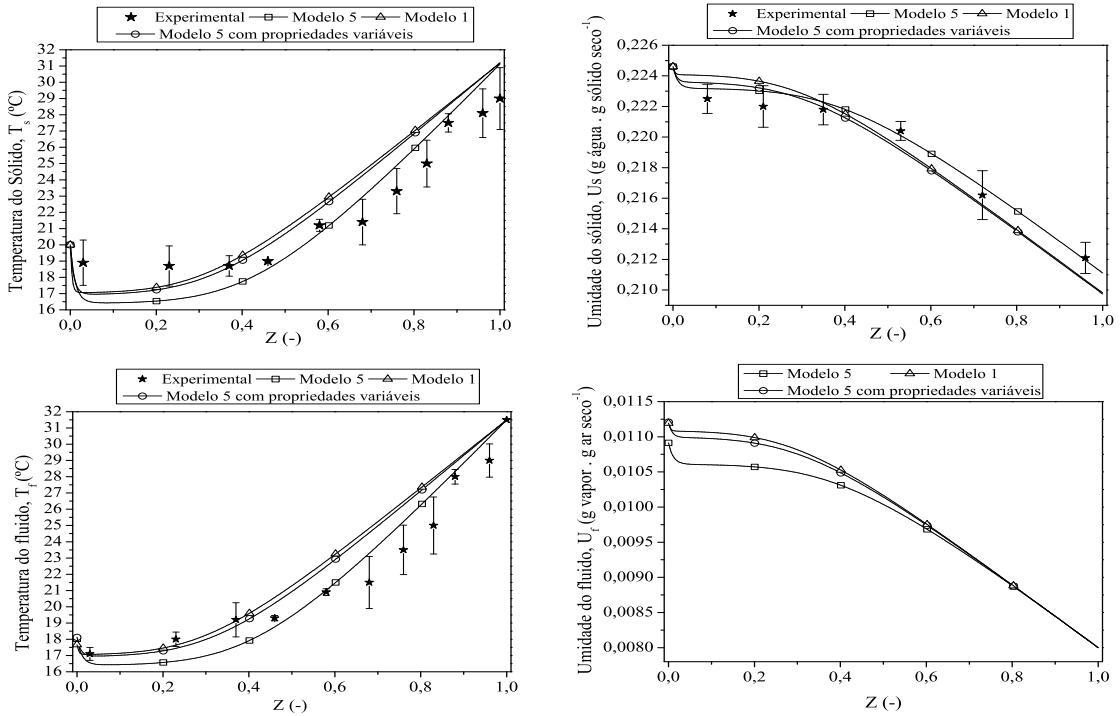 Experimental Modelo 5 Modelo 1
Modelo 5 com propriedades variáveis
32
31
30
29
28
27
26
25
24
23
22
21
20
19
18
17
16
Temperatura do Sólido, Ts (ºC)
0,0 0,2 0,4 0,6 0,8 1,0
Z (-)
Experimental Modelo 5 Modelo 1
Modelo 5 com propriedades variáveis
0,226
0,224
0,222
0,220
0,218
0,216
0,214
0,212
0,210
Umidade do sólido, Us (g água . g sólido seco-1)
0,0 0,2 0,4 0,6 0,8 1,0
Z (-)
Experimental Modelo 5 Modelo 1
Modelo 5 com propriedades variáveis
32
31
30
29
28
27
26
25
24
23
22
21
20
19
18
17
16
Temperatura do fluido, Tf (ºC)
0,0 0,2 0,4 0,6 0,8 1,0
Z (-)
Modelo 5 Modelo 1
Modelo 5 com propriedades variáveis
0,0115
0,0110
0,0105
0,0100
0,0095
0,0090
0,0085
0,0080
Umidade do fluido, Uf (g vapor . g ar seco-1)
0,0 0,2 0,4 0,6 0,8 1,0
Z (-)